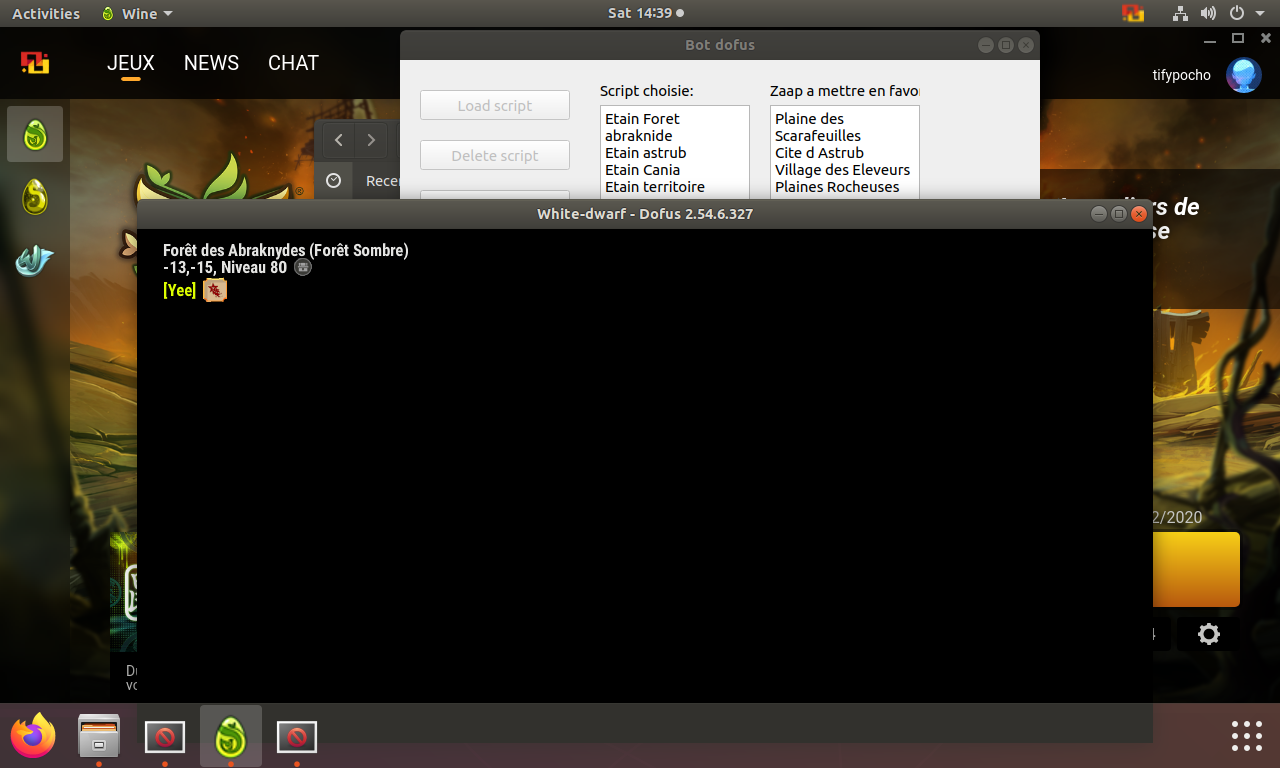 Activities
Wine
Sat 14:39
JEUX
NEWS
CHAT
Bot dofus
tifypocho
Load script
Delete script
Script choisie:
Etain Foret
abraknide
Etain astrub
Etain Cania
Etain territoire
Zaap a mettre en favo
Plaine des
Scarafeuilles
Cite d Astrub
Village des Eleveurs
Plaines Rocheuses
Recen
rs de
se
White-dwarf - Dofus 2.54.6.327
Forêt des Abraknydes (Forêt Sombre)
-13,-15, Niveau 80
[Yee]
2/2020
4
Du
vo